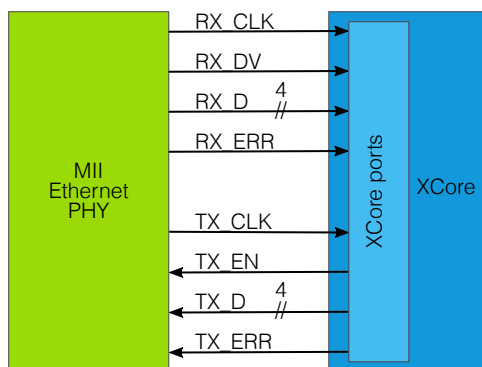 RX_CLK
RX_DV
4
RX_D
RX_ERR
MII
Ethernet
PHY
TX_CLK
TX_EN
4
TX_D
TX_ERR
XCore ports
XCore